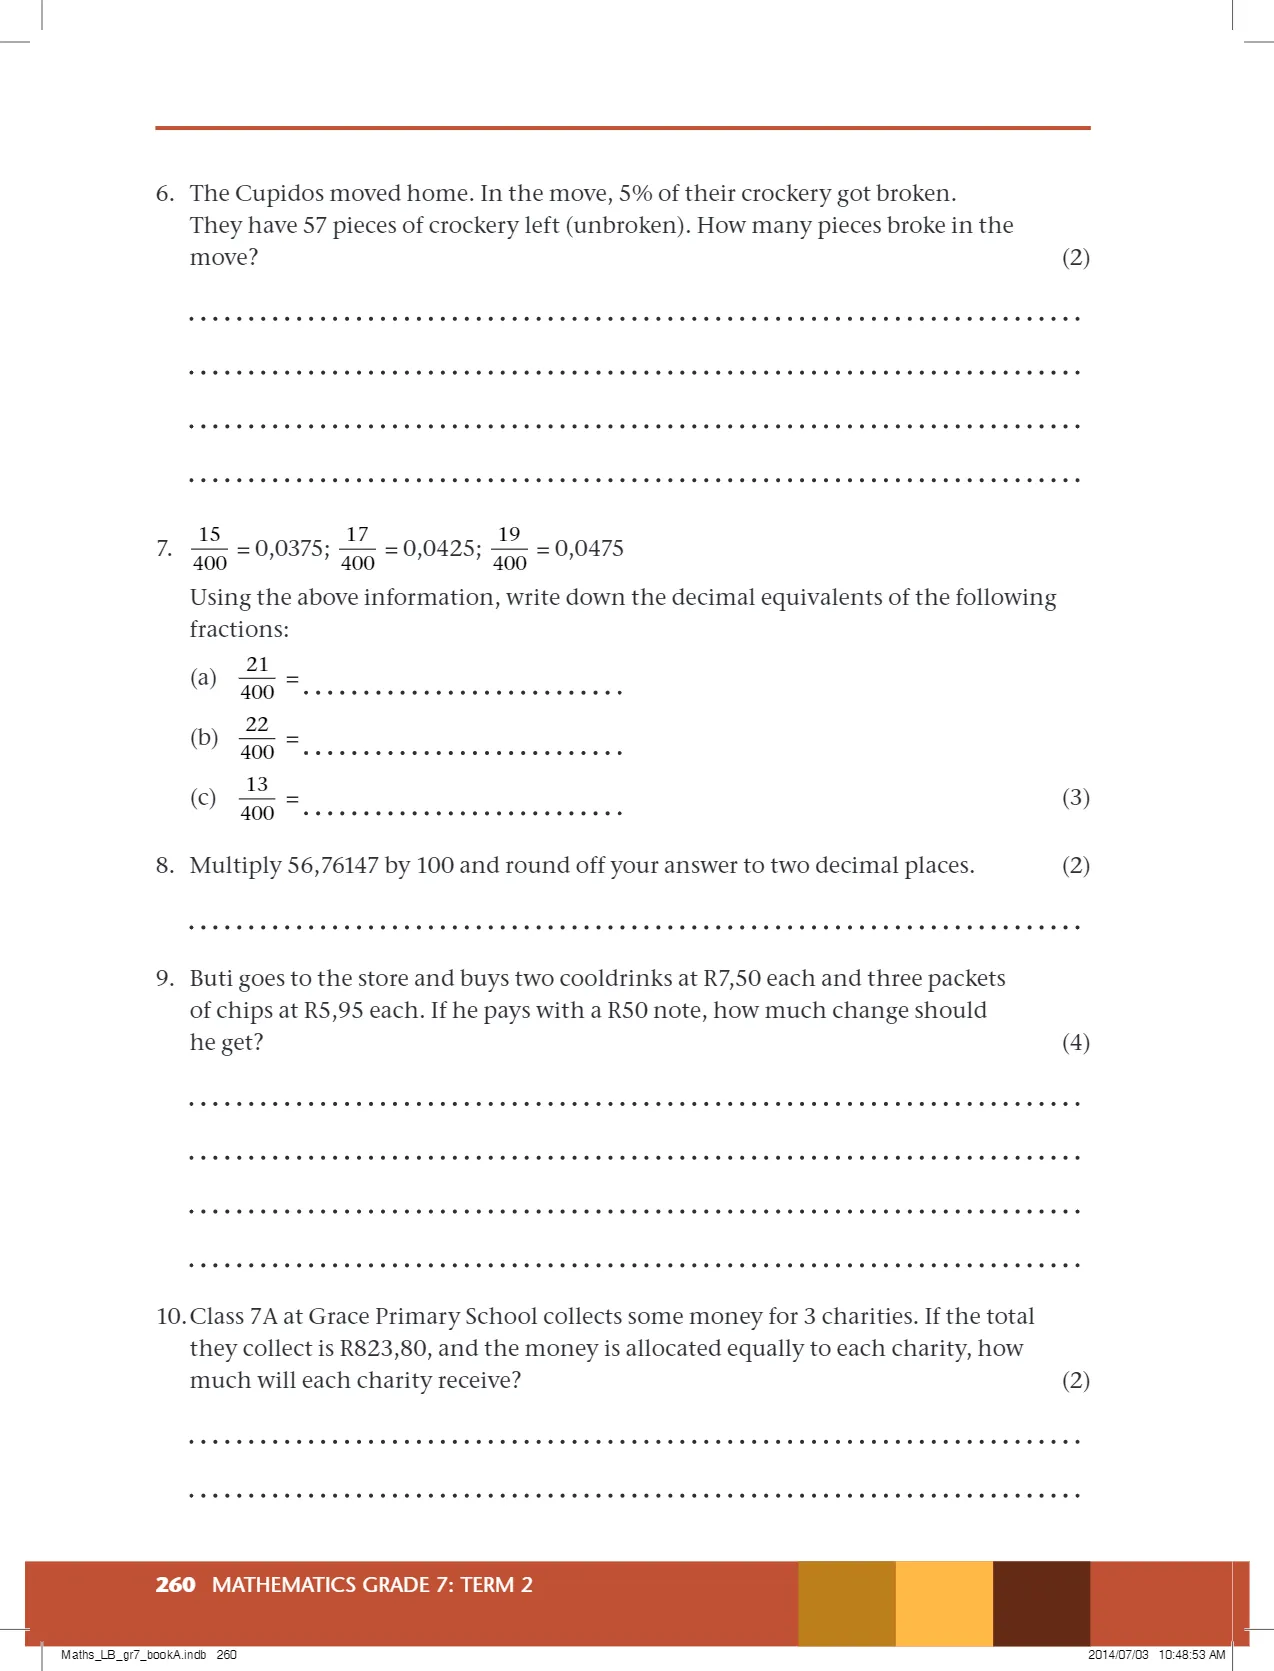 6. The Cupidos moved home. In the move, 5% of their crockery got broken.
They have 57 pieces of crockery left (unbroken). How many pieces broke in the
move? (2)
7. 15/400 = 0,0375; 17/400 = 0,0425; 19/400 = 0,0475
Using the above information, write down the decimal equivalents of the following
fractions:
(a) 21/400 = ...........................
(b) 22/400 = ...........................
(c) 13/400 = ........................... (3)
8. Multiply 56,76147 by 100 and round off your answer to two decimal places. (2)
9. Buti goes to the store and buys two cooldrinks at R7,50 each and three packets
of chips at R5,95 each. If he pays with a R50 note, how much change should
he get? (4)
10. Class 7A at Grace Primary School collects some money for 3 charities. If the total
they collect is R823,80, and the money is allocated equally to each charity, how
much will each charity receive? (2)
260 MATHEMATICS GRADE 7: TERM 2
Maths_LB_gr7_bookA.indb 260 2014/07/03 10:48:53 AM